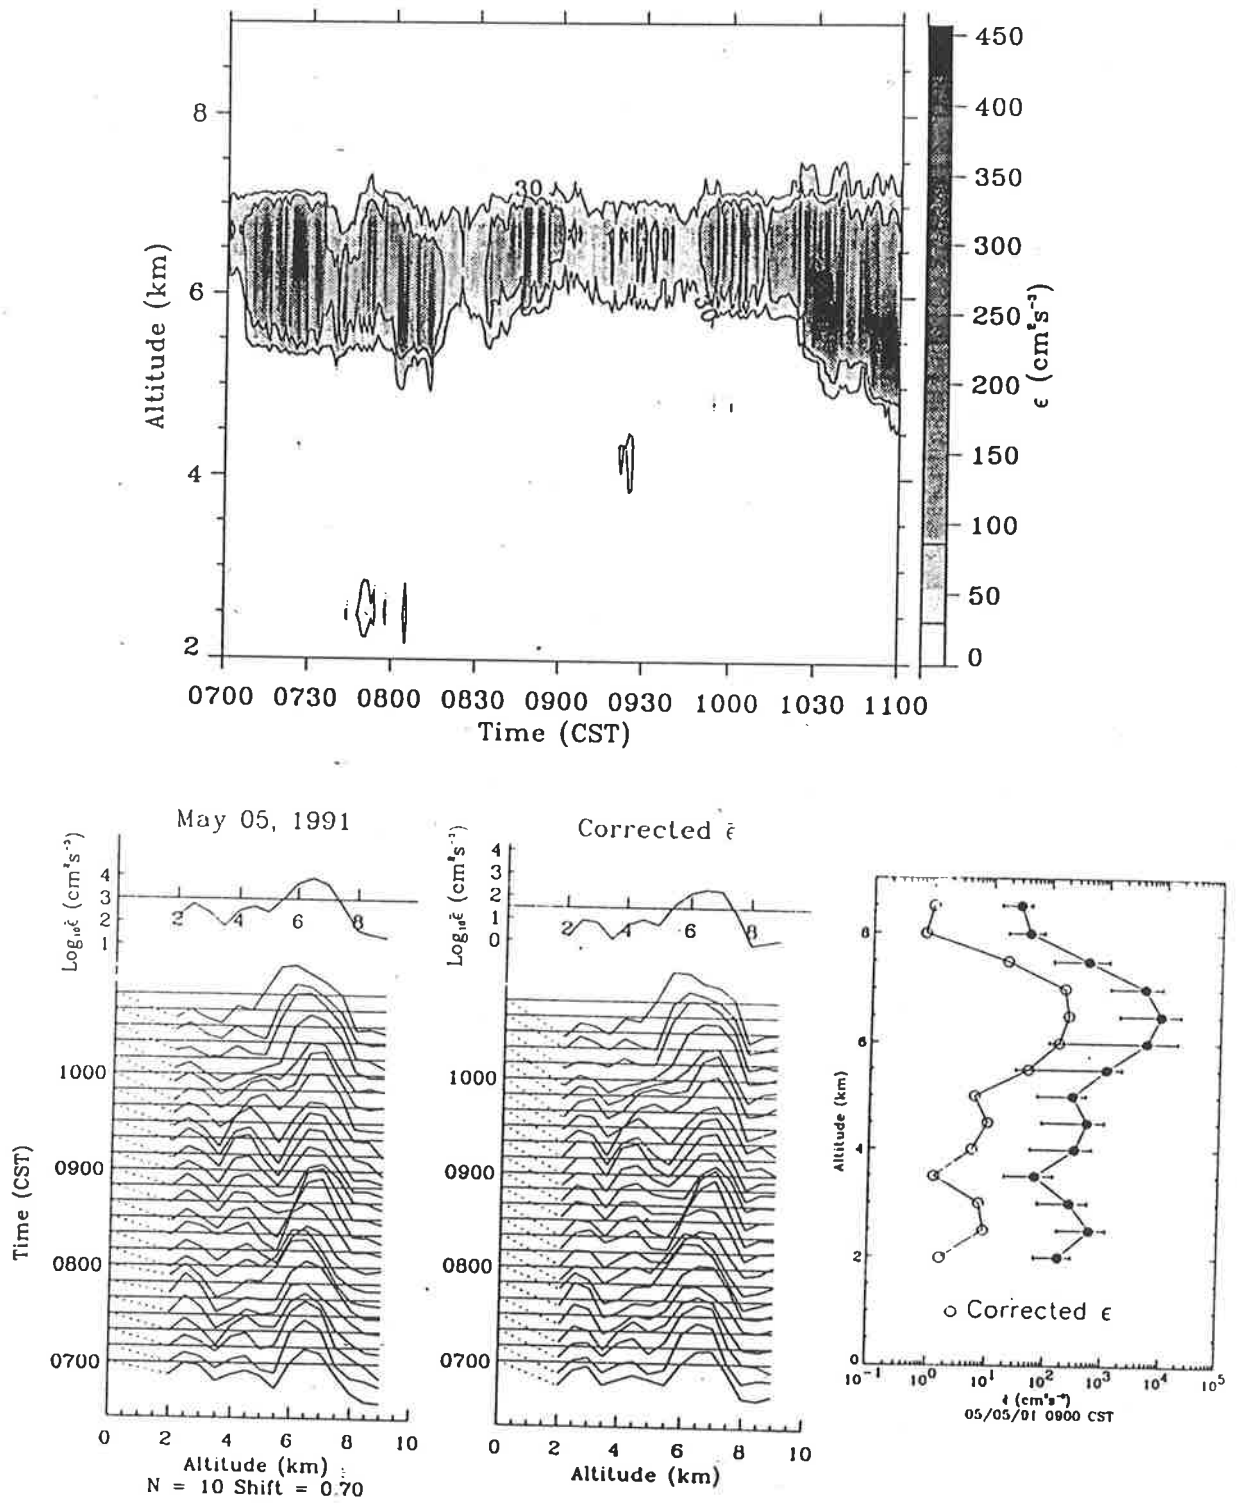 8
6
4
2
Altitude (km)
30
30
0700 0730 0800 0830 0900 0930 1000 1030 1100
Time (CST)
450
400
350
300
250
200
150
100
50
0
ϵ (cm²s⁻³)
May 05, 1991
Log₁₀ϵ̄ (cm²s⁻³)
4
3
2
1
2 4 6 8
1000
0900
0800
0700
Time (CST)
0 2 4 6 8 10
Altitude (km)
N = 10 Shift = 0.70
Corrected ϵ̄
Log₁₀ϵ̄ (cm²s⁻³)
4
3
2
1
0
2 4 6 8
1000
0900
0800
0700
0 2 4 6 8 10
Altitude (km)
8
6
4
2
0
Altitude (km)
○ Corrected ϵ
10⁻¹ 10⁰ 10¹ 10² 10³ 10⁴ 10⁵
(cm²s⁻³)
05/05/91 0900 CST